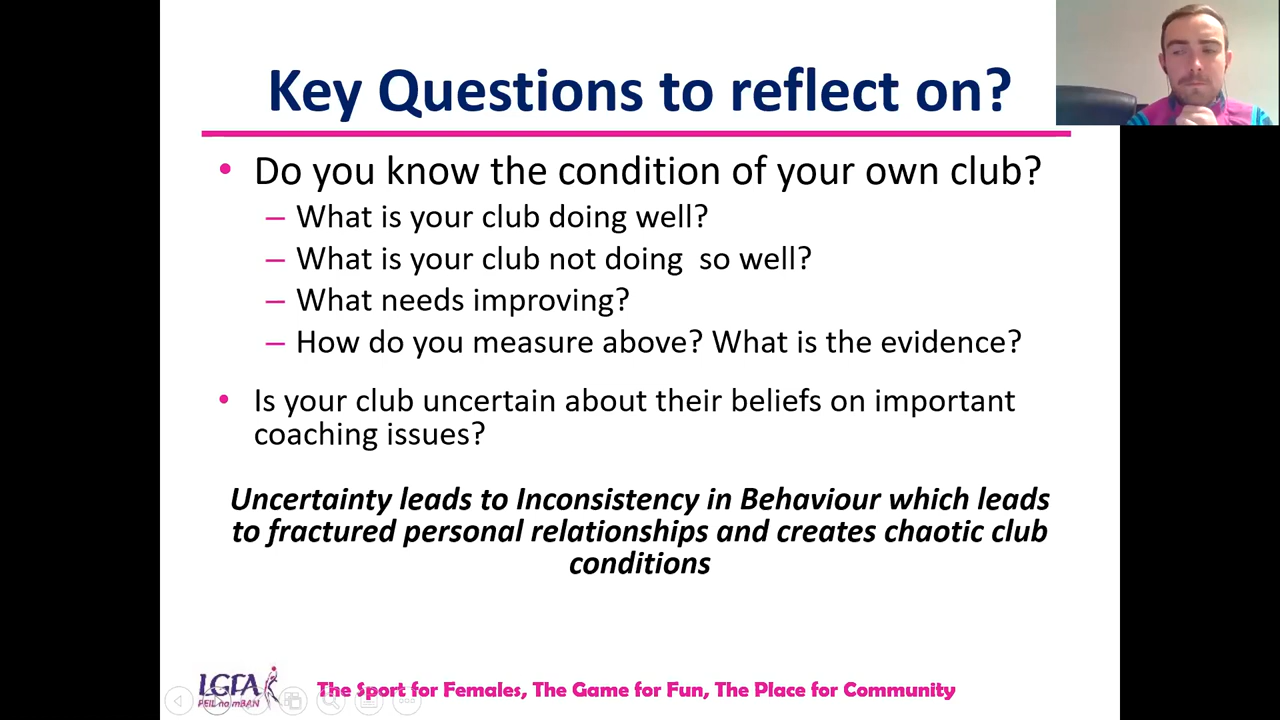 Key Questions to reflect on?
• Do you know the condition of your own club?
– What is your club doing well?
– What is your club not doing  so well?
– What needs improving?
– How do you measure above? What is the evidence?
• Is your club uncertain about their beliefs on important
coaching issues?
Uncertainty leads to Inconsistency in Behaviour which leads
to fractured personal relationships and creates chaotic club
conditions
LGFA
PEIL na mBAN
The Sport for Females, The Game for Fun, The Place for Community